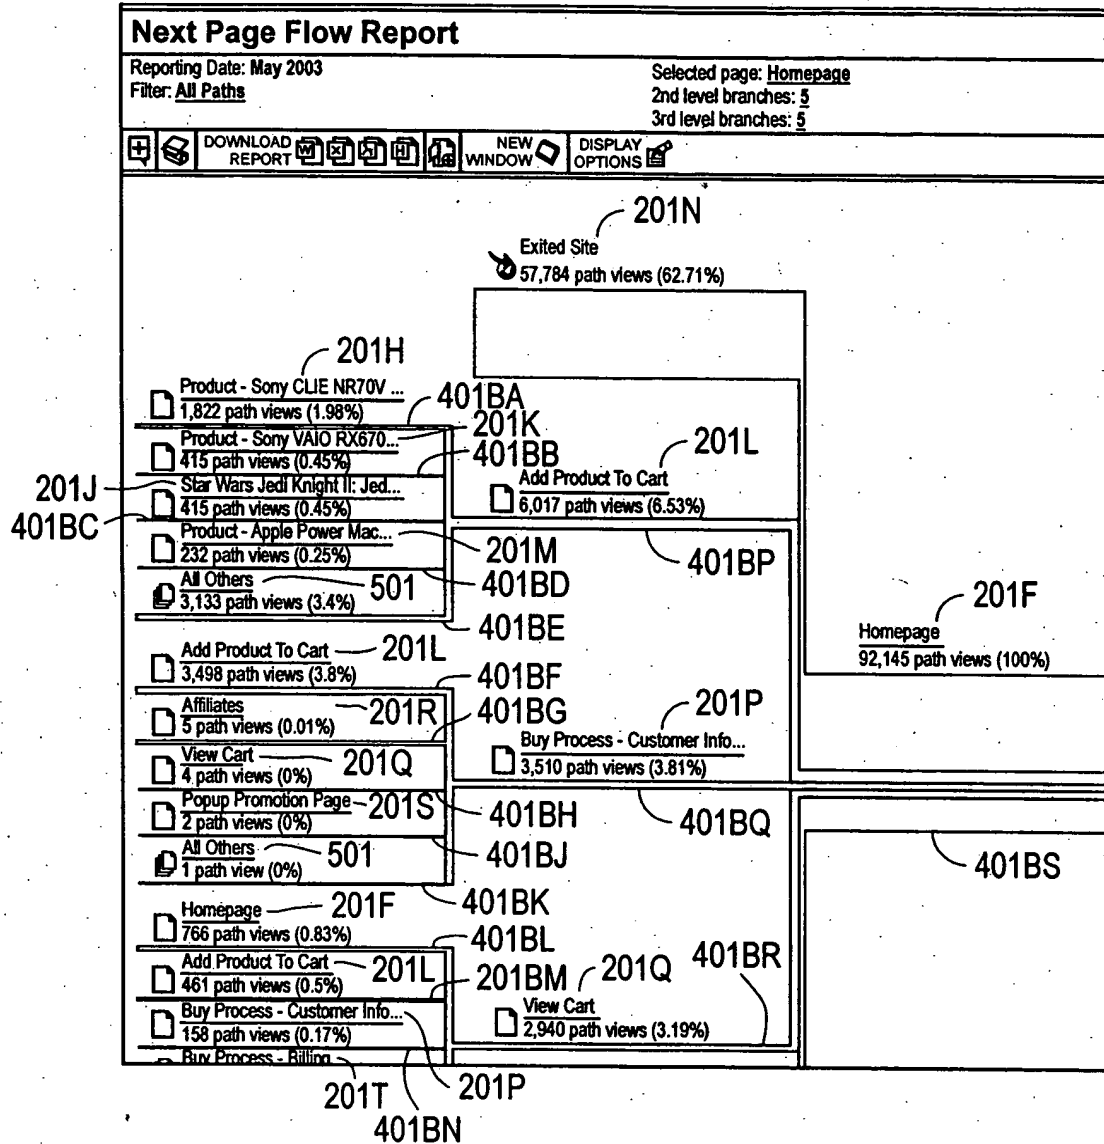 Next Page Flow Report
Reporting Date: May 2003
Filter: All Paths
Selected page: Homepage
2nd level branches: 5
3rd level branches: 5
DOWNLOAD REPORT
NEW WINDOW
DISPLAY OPTIONS
201N
Exited Site
57,784 path views (62.71%)
201H
Product - Sony CLIE NR70V ...
1,822 path views (1.98%)
401BA
201K
Product - Sony VAIO RX670...
415 path views (0.45%)
401BB
201J
Star Wars Jedi Knight II: Jed...
415 path views (0.45%)
401BC
Product - Apple Power Mac...
232 path views (0.25%)
201M
401BD
All Others
501
3,133 path views (3.4%)
401BE
201L
Add Product To Cart
6,017 path views (6.53%)
401BP
201F
Homepage
92,145 path views (100%)
Add Product To Cart
201L
3,498 path views (3.8%)
401BF
Affiliates
201R
5 path views (0.01%)
401BG
View Cart
201Q
4 path views (0%)
401BH
Popup Promotion Page
201S
2 path views (0%)
401BJ
All Others
501
1 path view (0%)
401BK
201P
Buy Process - Customer Info...
3,510 path views (3.81%)
401BQ
401BS
Homepage
201F
766 path views (0.83%)
401BL
Add Product To Cart
201L
461 path views (0.5%)
201BM
Buy Process - Customer Info...
158 path views (0.17%)
201P
Buy Process - Billing
201T
401BN
201Q
View Cart
2,940 path views (3.19%)
401BR